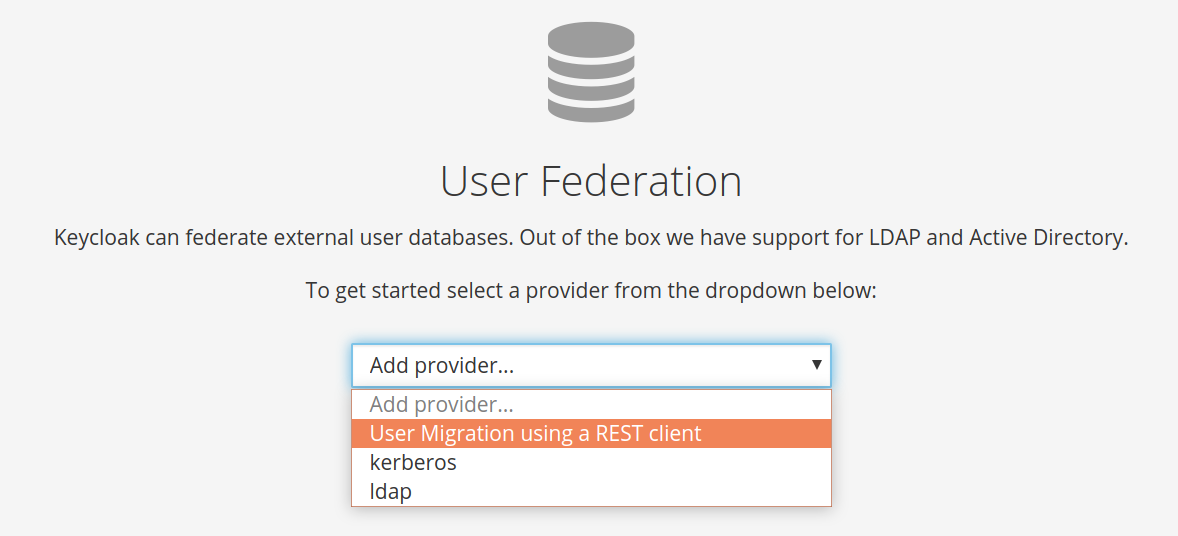 User Federation
Keycloak can federate external user databases. Out of the box we have support for LDAP and Active Directory.
To get started select a provider from the dropdown below:
Add provider...
Add provider...
User Migration using a REST client
kerberos
ldap